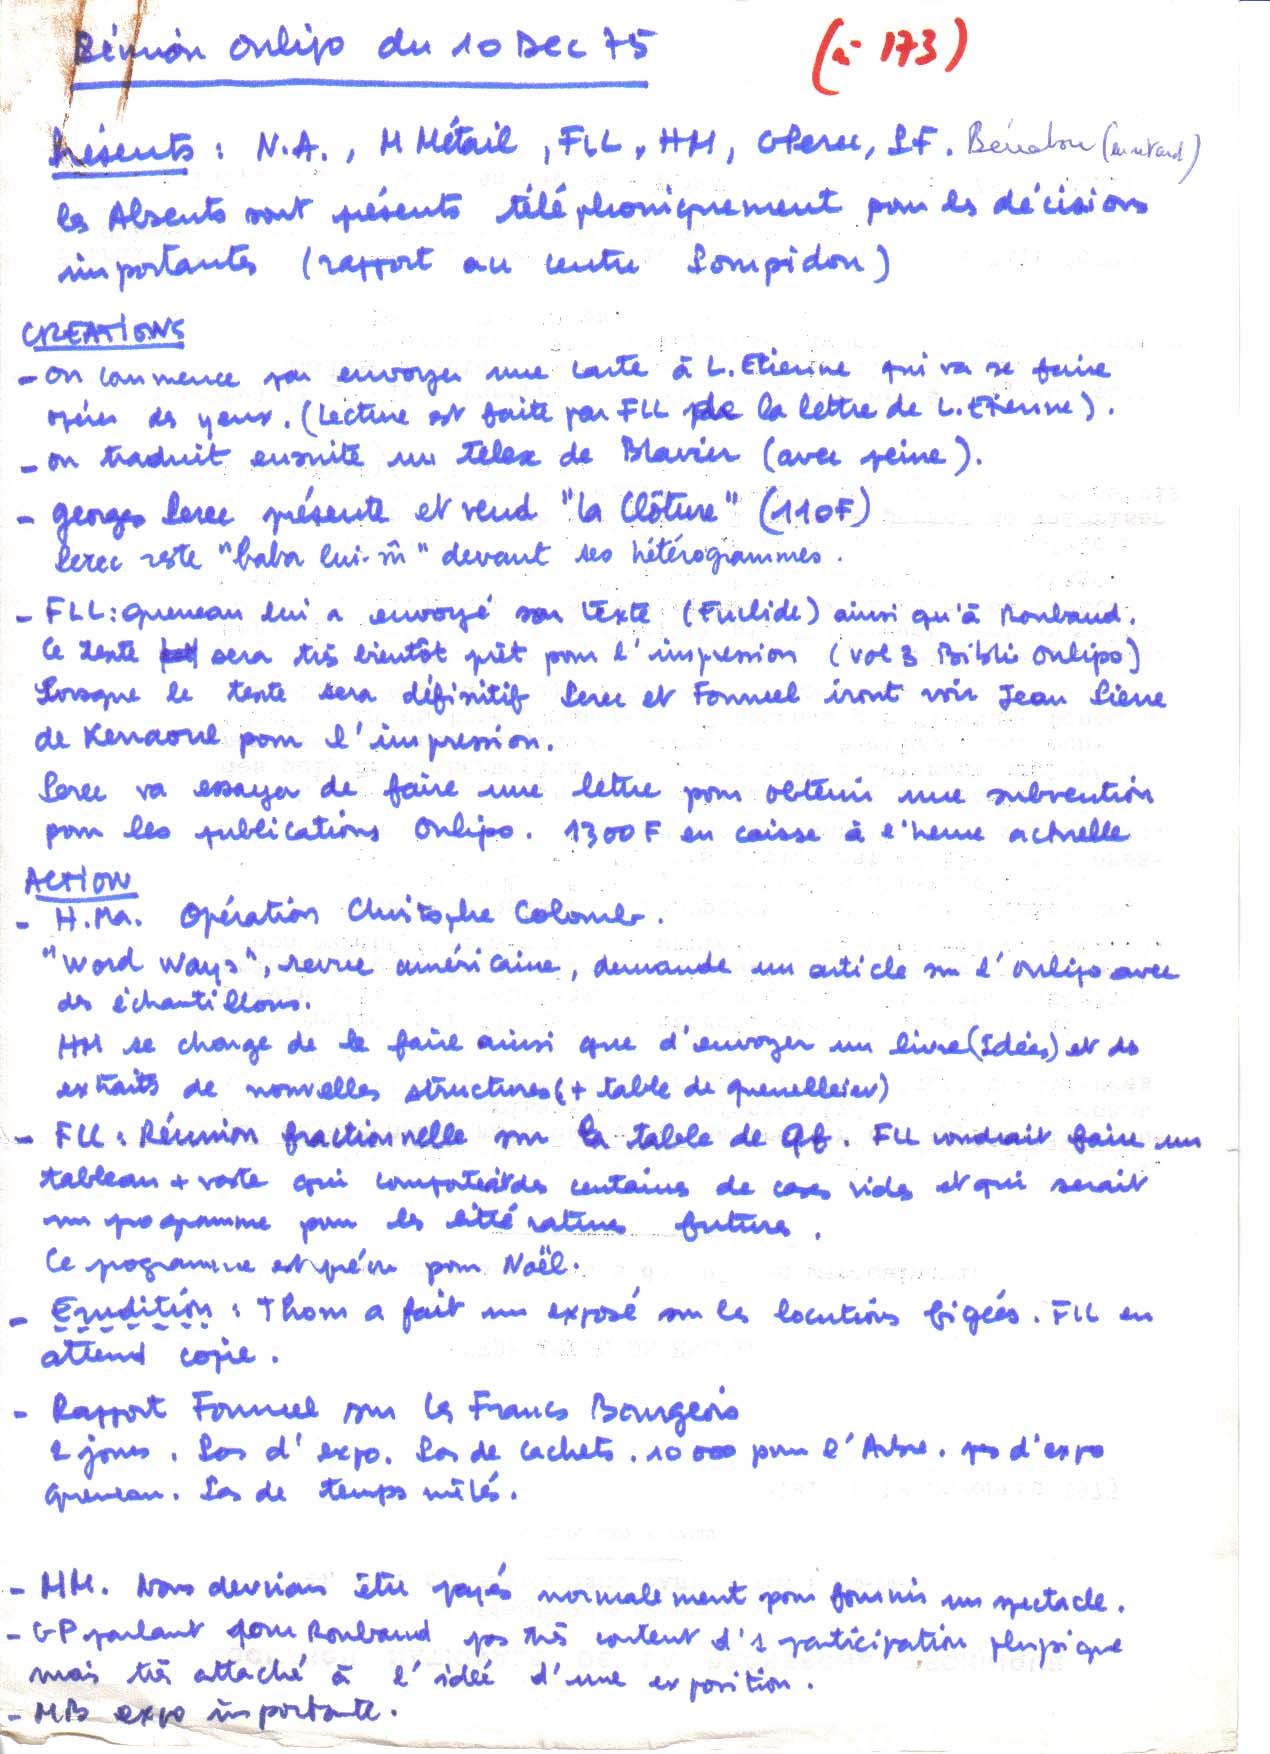 Réunion Oulipo du 10 Dec 75 (n° 173)
Présents : N.A., M Métail, FLL, HM, GPerec, PF. Bénabou (en retard)
les Absents sont présents téléphoniquement pour les décisions
importantes (rapport au centre Pompidou)
CREATIONS
- on commence par envoyer une carte à L. Etienne qui va se faire
opérer des yeux. (Lecture est faite par FLL de la lettre de L. Etienne).
- on traduit ensuite un telex de Blavier (avec peine).
- georges Perec présente et vend "la Clôture" (110F)
Perec reste "baba lui-m̂" devant ses hétérogrammes.
- FLL: Queneau lui a envoyé son texte (Euclide) ainsi qu'à Roubaud.
Ce texte sera très bientôt prêt pour l'impression (vol 3 Bibli Oulipo)
Lorsque le texte sera définitif Perec et Fournel iront voir Jean Pierre
de Kerraoul pour l'impression.
Perec va essayer de faire une lettre pour obtenir une subvention
pour les publications Oulipo. 1300F en caisse à l'heure actuelle
ACTION
- H.Ma. Opération Christophe Colomb.
"Word Ways", revue américaine, demande un article sur l'oulipo avec
des échantillons.
HM se charge de le faire ainsi que d'envoyer un livre (Idées) et des
extraits de nouvelles structures (+ table de quenelleiev)
- FLL : Réunion fractionnelle sur la table de Qf. FLL voudrait faire un
tableau + vaste qui comporterait des centaines de cases vides et qui serait
un programme pour les littératures futures.
Ce programme est prévu pour Noël.
- Erudition : Thom a fait un exposé sur les locutions figées. FLL en
attend copie.
- Rapport Fournel sur les Francs Bourgeois
2 jours. Pas d'expo. Pas de cachets. 10 000 pour l'Arbre. pas d'expo
Queneau. Pas de temps mêlés.
- MM. Nous devrions être payés normalement pour fournir un spectacle.
- GP parlant pour Roubaud pas très content d'1 participation physique
mais très attaché à l'idée d'une exposition.
- MB expo importante.